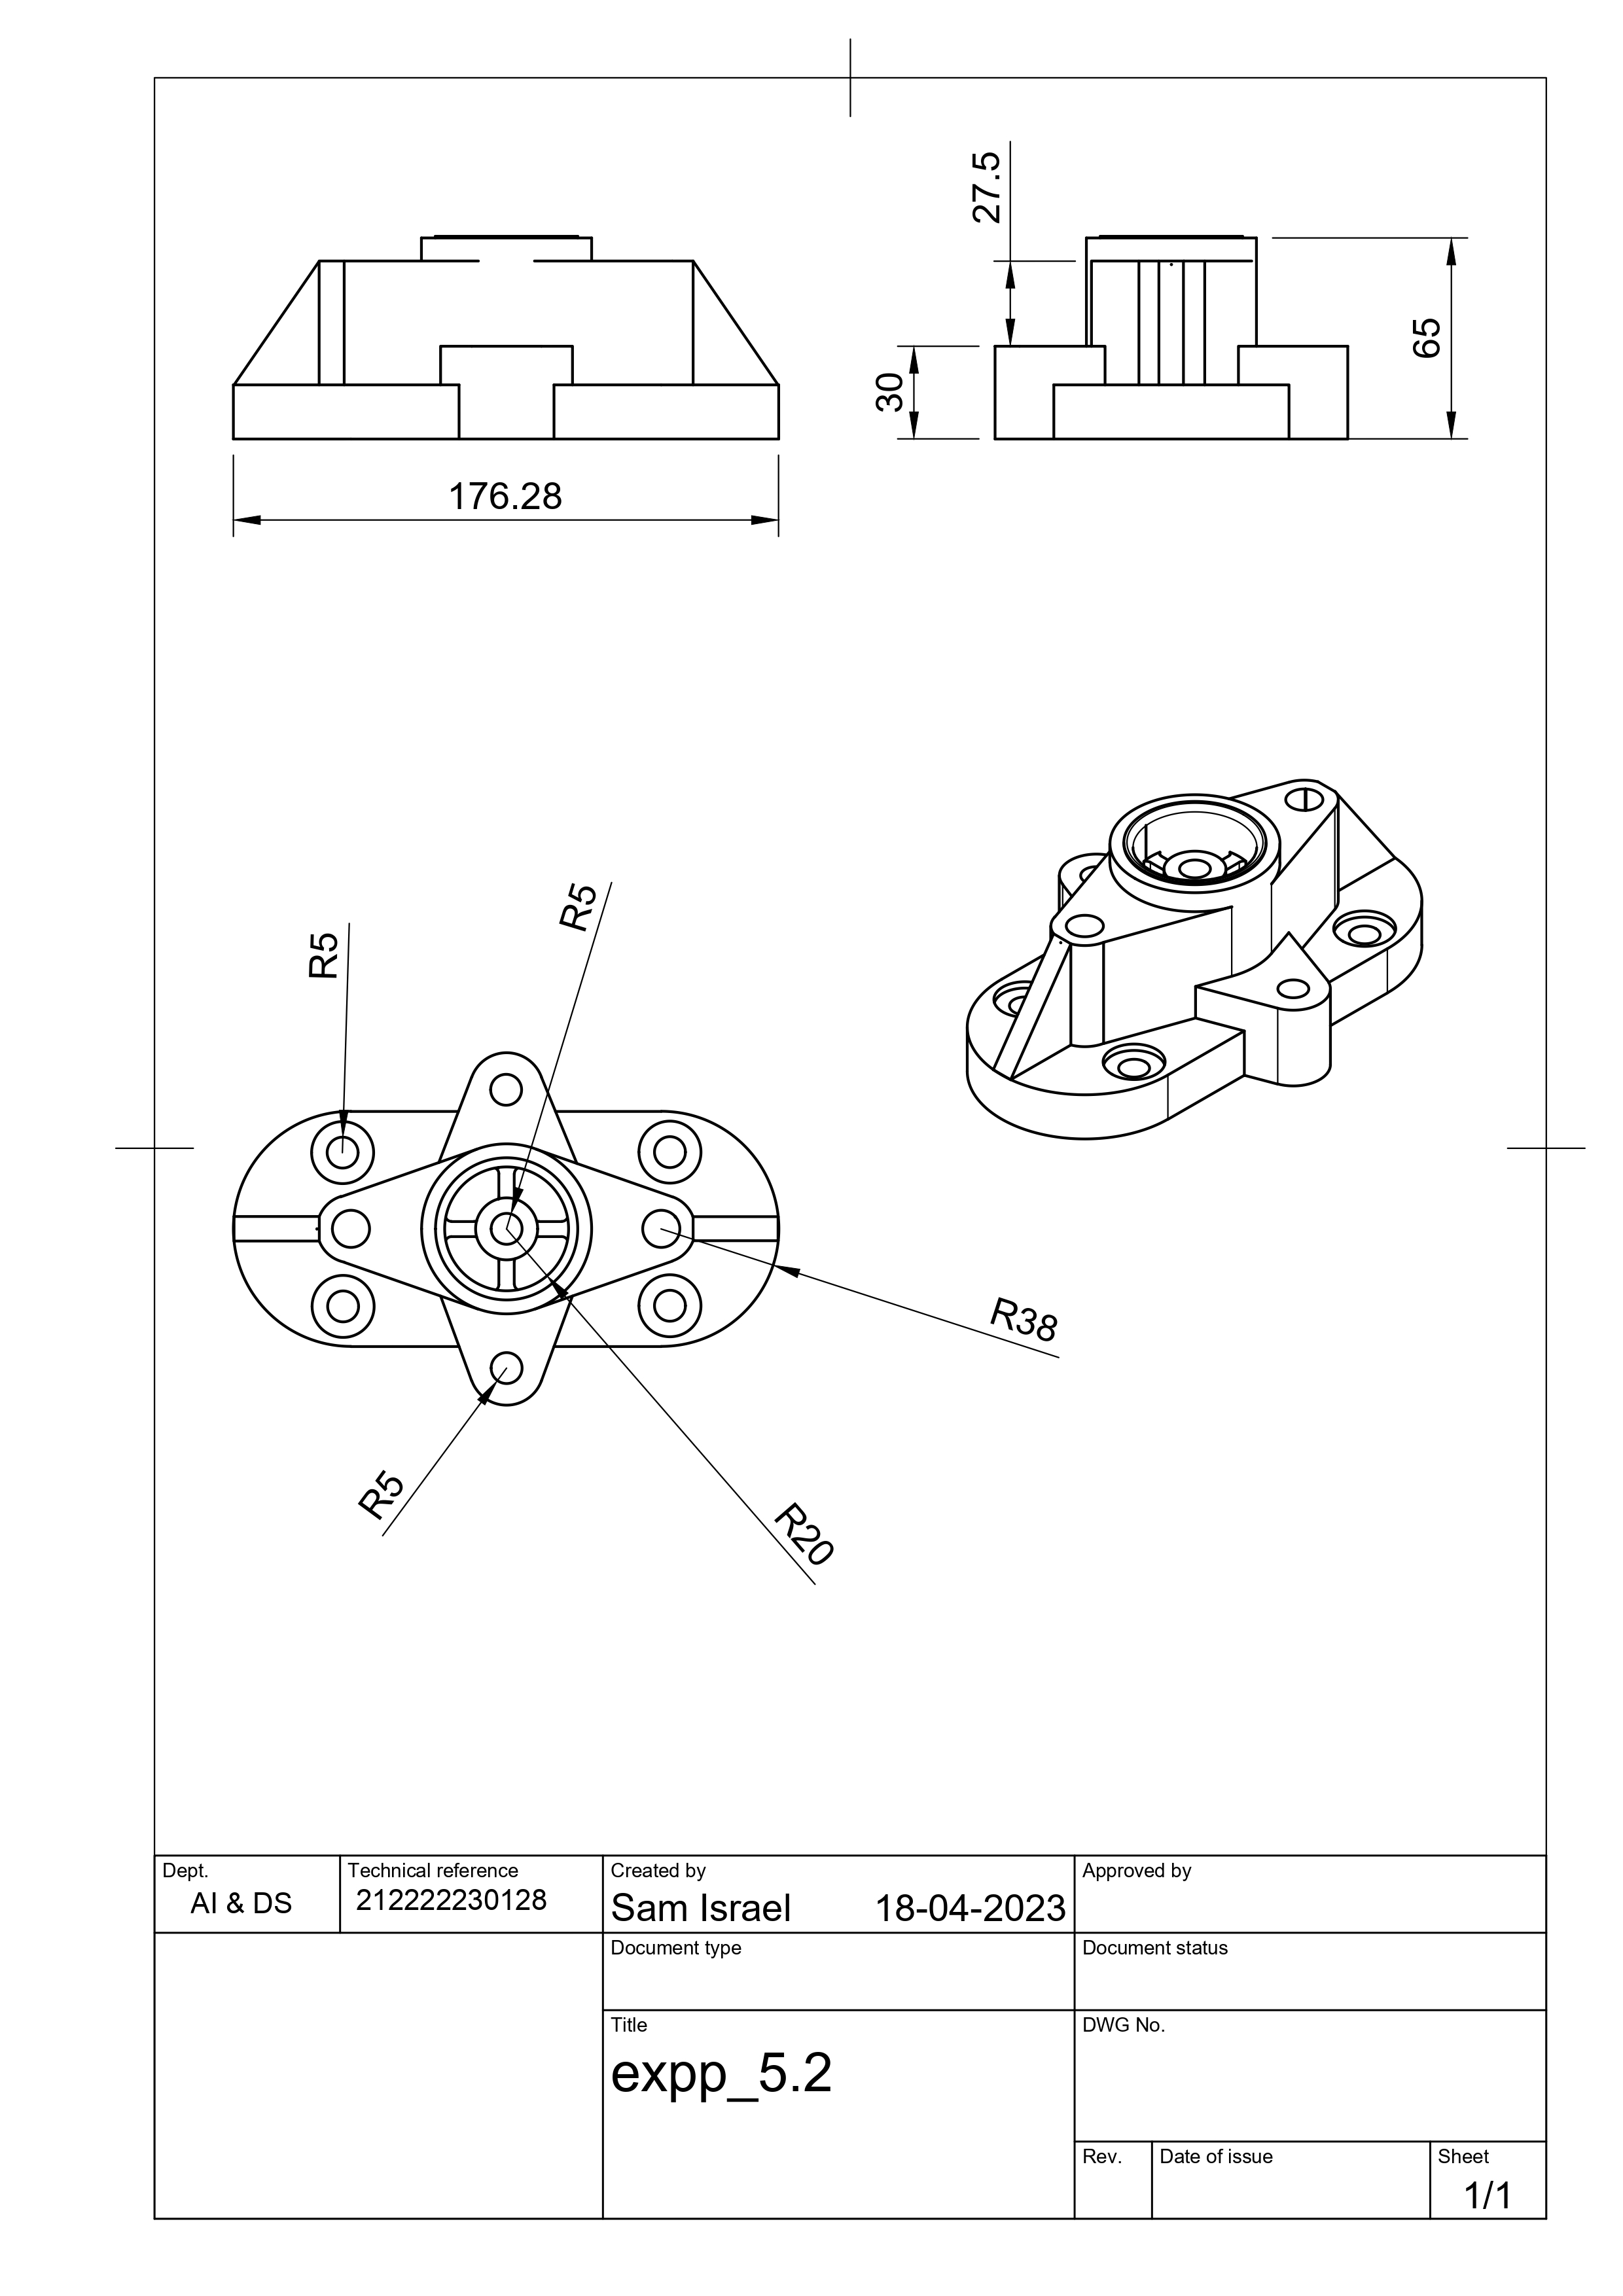 27.5
30
65
176.28
R5
R5
R38
R5
R20
Dept.
AI & DS
Technical reference
212222230128
Created by
Sam Israel 18-04-2023
Approved by
Document type
Document status
Title
expp_5.2
DWG No.
Rev.
Date of issue
Sheet
1/1